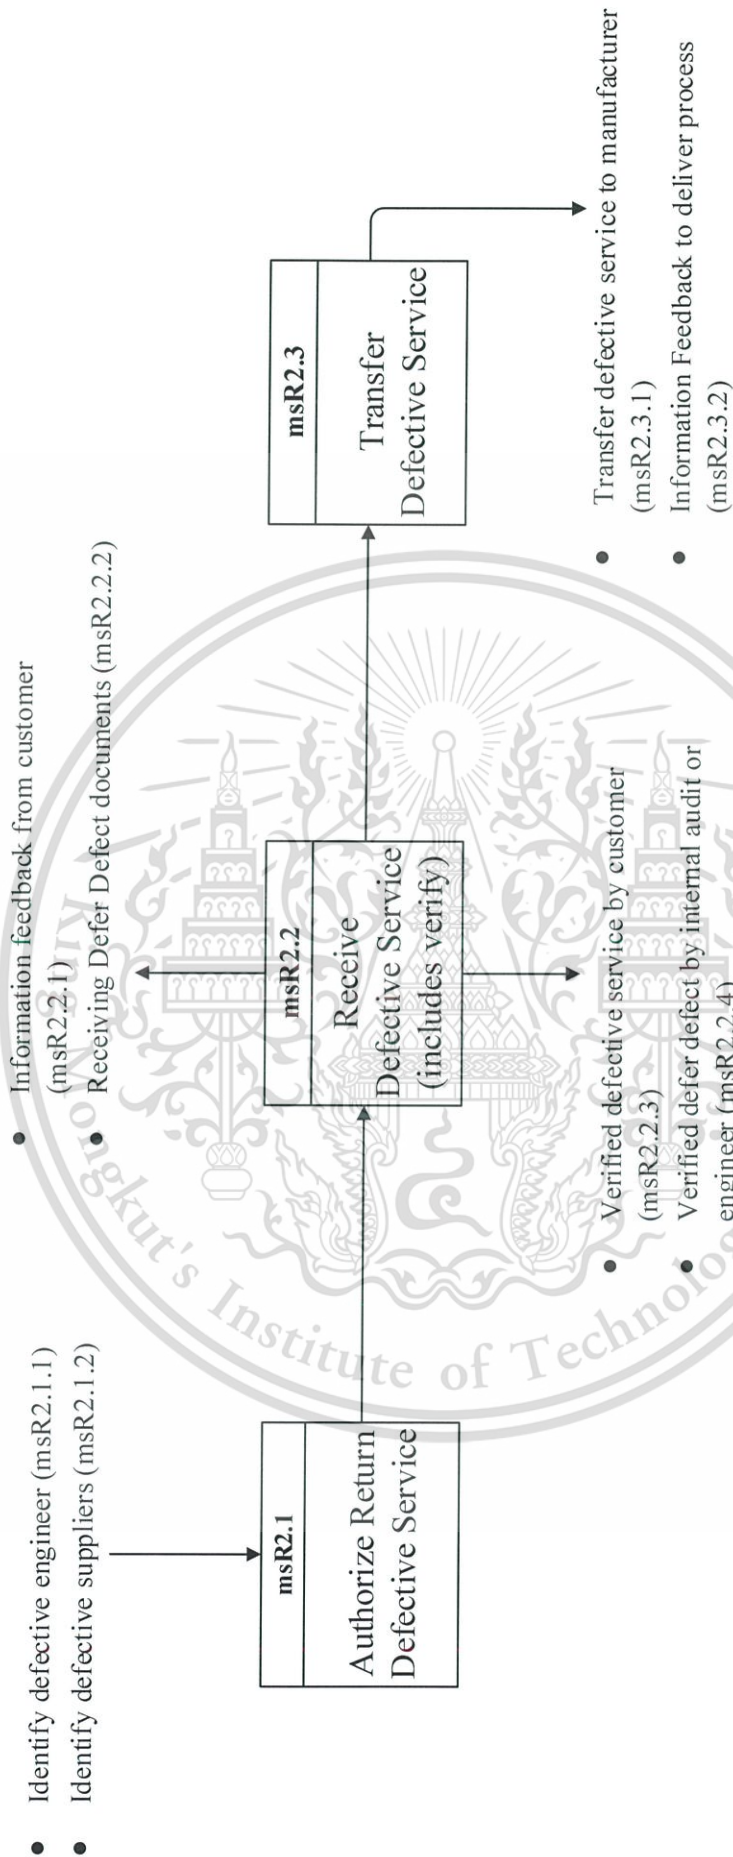 Identify defective engineer (msR2.1.1)
Identify defective suppliers (msR2.1.2)
msR2.1
Authorize Return
Defective Service
Information feedback from customer
(msR2.2.1)
Receiving Defer Defect documents (msR2.2.2)
msR2.2
Receive
Defective Service
(includes verify)
Verified defective service by customer
(msR2.2.3)
Verified defer defect by internal audit or
engineer (msR2.2.4)
msR2.3
Transfer
Defective Service
Transfer defective service to manufacturer
(msR2.3.1)
Information Feedback to deliver process
(msR2.3.2)
Mongkut's Institute of Technolo